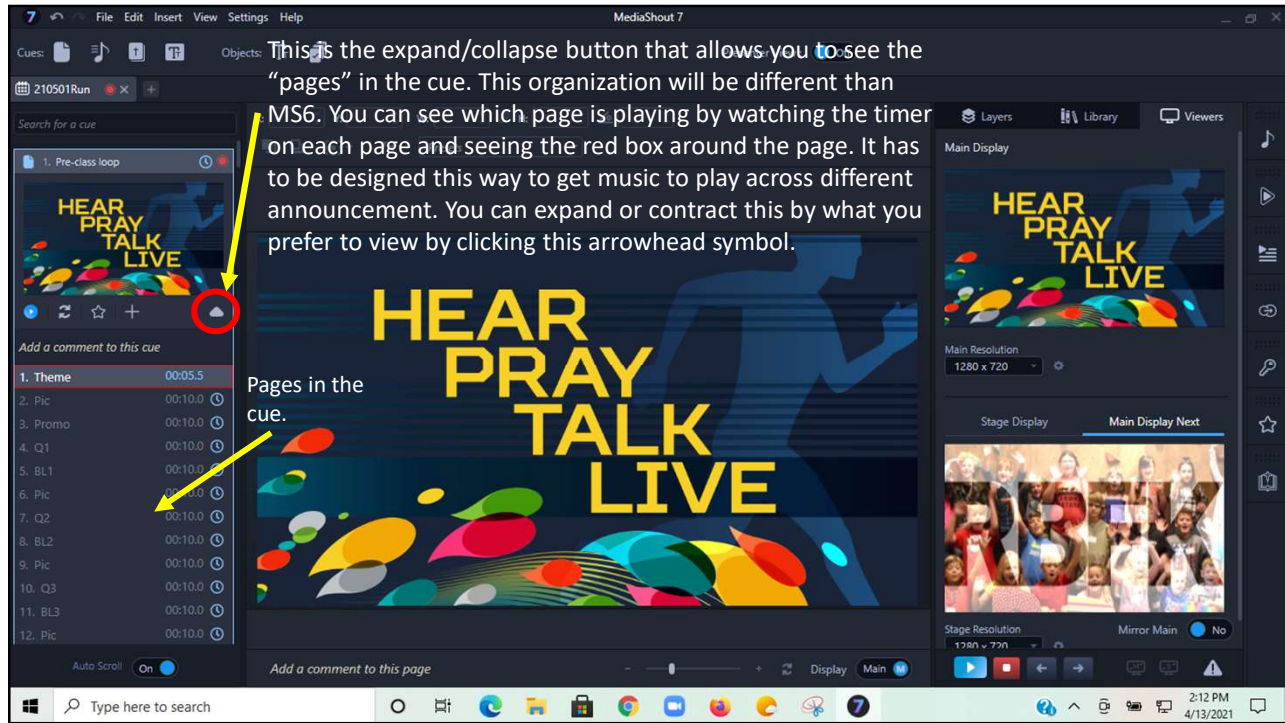 7 File Edit Insert View Settings Help MediaShout 7
Cues: Objects:
This is the expand/collapse button that allows you to see the
“pages” in the cue. This organization will be different than
MS6. You can see which page is playing by watching the timer
on each page and seeing the red box around the page. It has
to be designed this way to get music to play across different
announcement. You can expand or contract this by what you
prefer to view by clicking this arrowhead symbol.
210501Run
Search for a cue
1. Pre-class loop
HEAR
PRAY
TALK
LIVE
Add a comment to this cue
1. Theme 00:05.5
2. Pic 00:10.0
3. Promo 00:10.0
4. Q1 00:10.0
5. BL1 00:10.0
6. Pic 00:10.0
7. Q2 00:10.0
8. BL2 00:10.0
9. Pic 00:10.0
10. Q3 00:10.0
11. BL3 00:10.0
12. Pic 00:10.0
Auto Scroll On
Pages in the
cue.
HEAR
PRAY
TALK
LIVE
Add a comment to this page
Display Main M
Layers Library Viewers
Main Display
HEAR
PRAY
TALK
LIVE
Main Resolution
1280 x 720
Stage Display Main Display Next
Stage Resolution Mirror Main No
1280 x 720
Type here to search
7
2:12 PM
4/13/2021